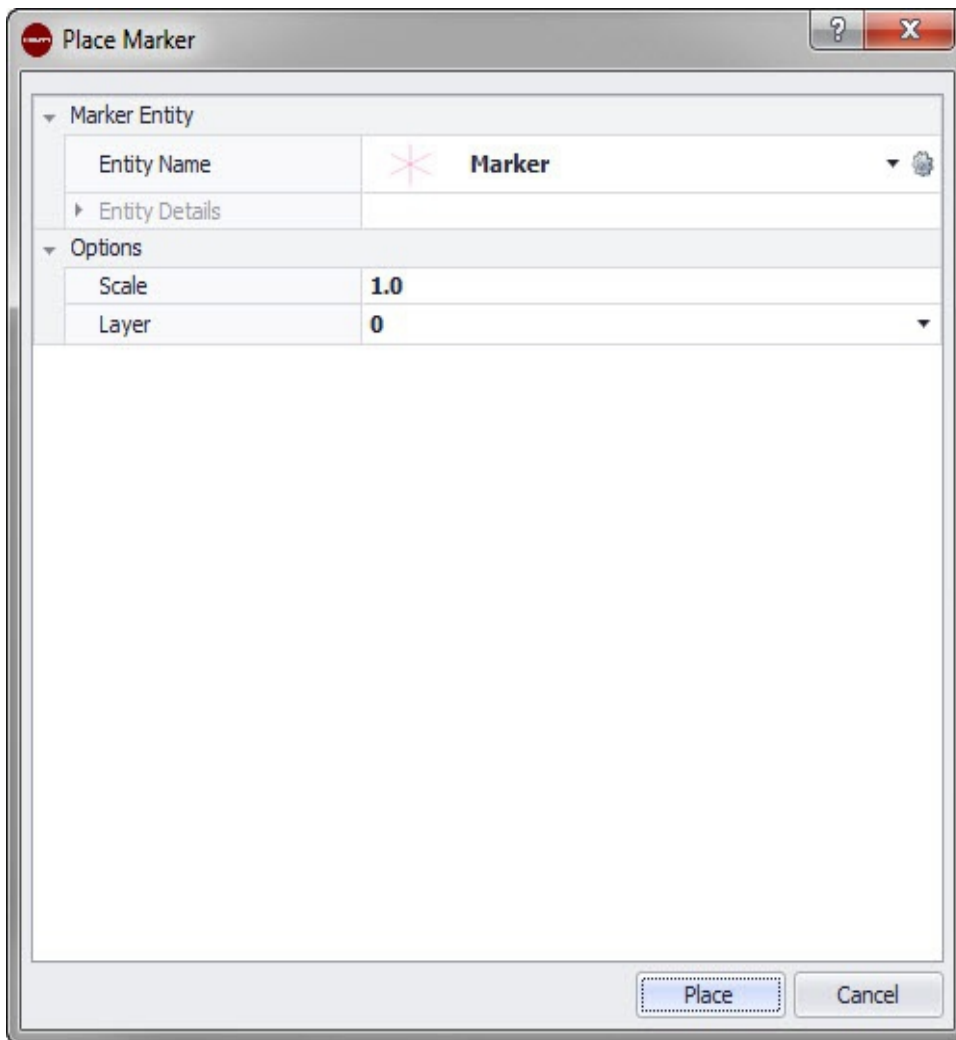 Place Marker
Marker Entity
Entity Name Marker
Entity Details
Options
Scale 1.0
Layer 0
Place Cancel